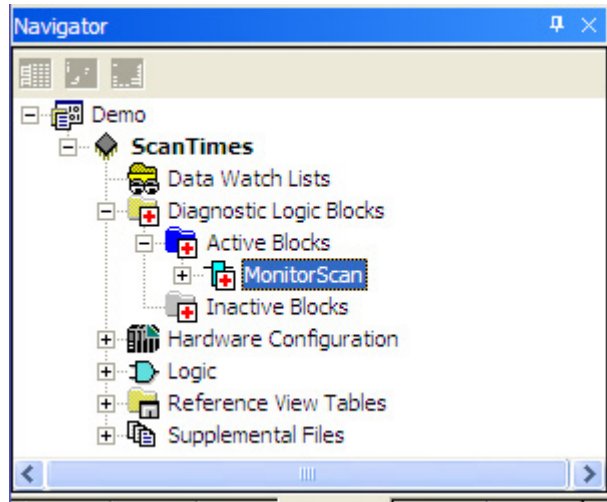 Navigator
Demo
ScanTimes
Data Watch Lists
Diagnostic Logic Blocks
Active Blocks
MonitorScan
Inactive Blocks
Hardware Configuration
Logic
Reference View Tables
Supplemental Files